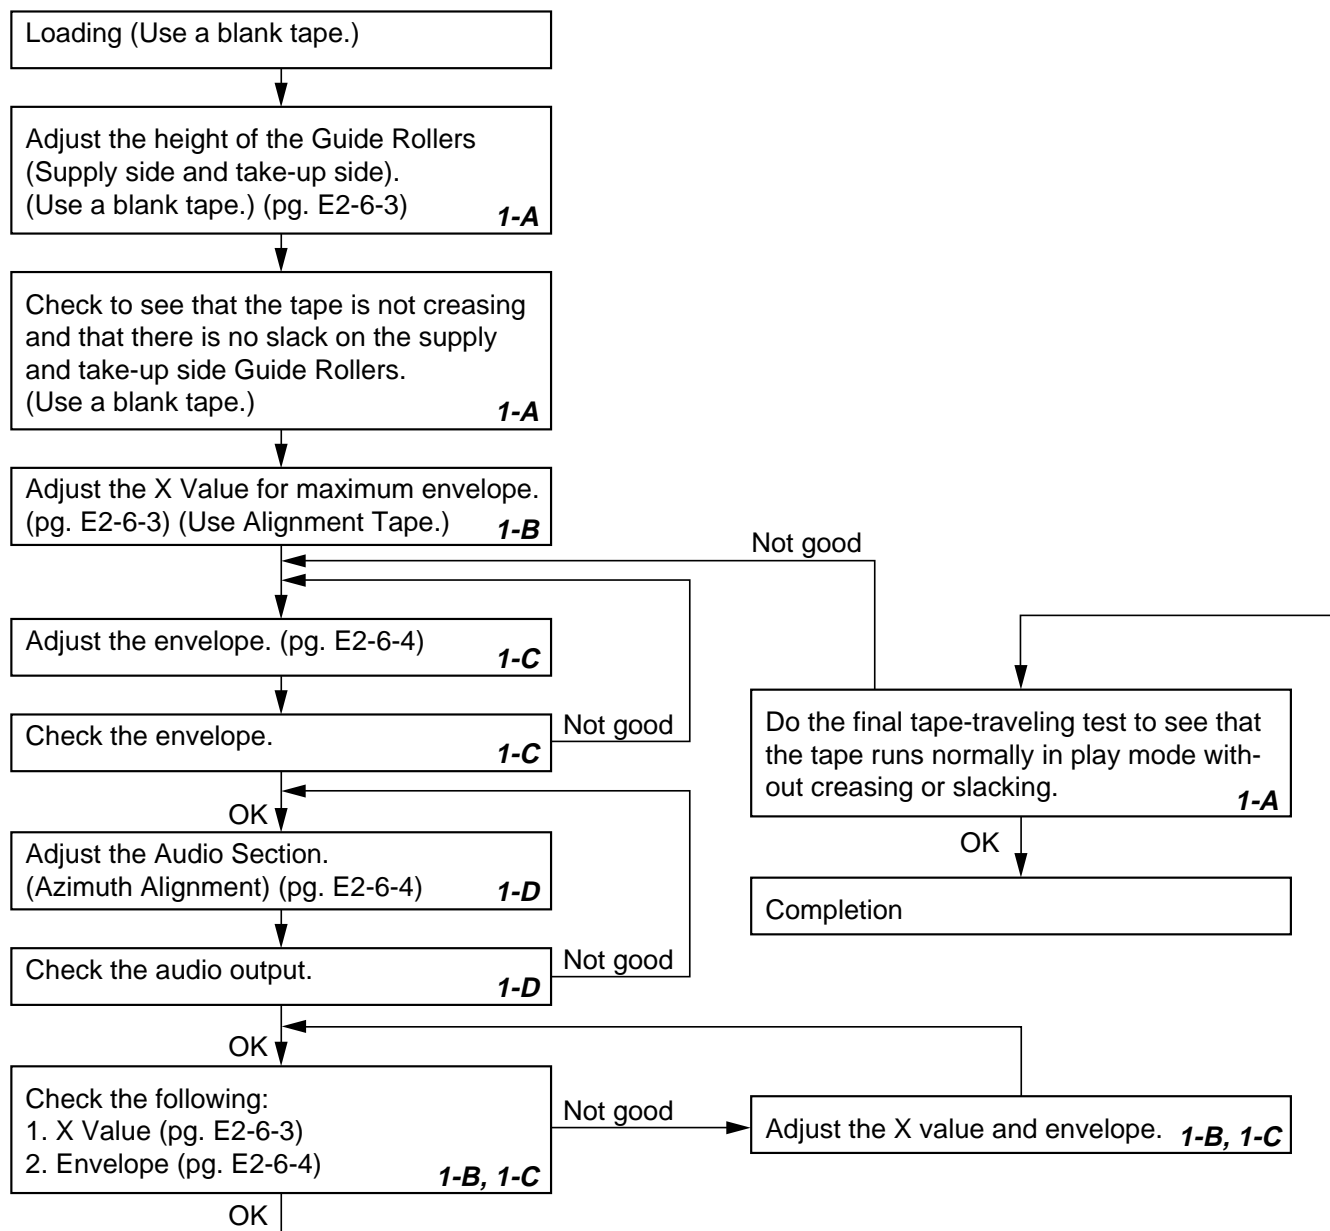 Loading (Use a blank tape.)
Adjust the height of the Guide Rollers
(Supply side and take-up side).
(Use a blank tape.) (pg. E2-6-3)
1-A
Check to see that the tape is not creasing
and that there is no slack on the supply
and take-up side Guide Rollers.
(Use a blank tape.)
1-A
Adjust the X Value for maximum envelope.
(pg. E2-6-3) (Use Alignment Tape.)
1-B
Adjust the envelope. (pg. E2-6-4)
1-C
Check the envelope.
1-C
Not good
OK
Adjust the Audio Section.
(Azimuth Alignment) (pg. E2-6-4)
1-D
Check the audio output.
1-D
Not good
OK
Check the following:
1. X Value (pg. E2-6-3)
2. Envelope (pg. E2-6-4)
1-B, 1-C
Not good
Adjust the X value and envelope.
1-B, 1-C
OK
Not good
Do the final tape-traveling test to see that
the tape runs normally in play mode with-
out creasing or slacking.
1-A
OK
Completion